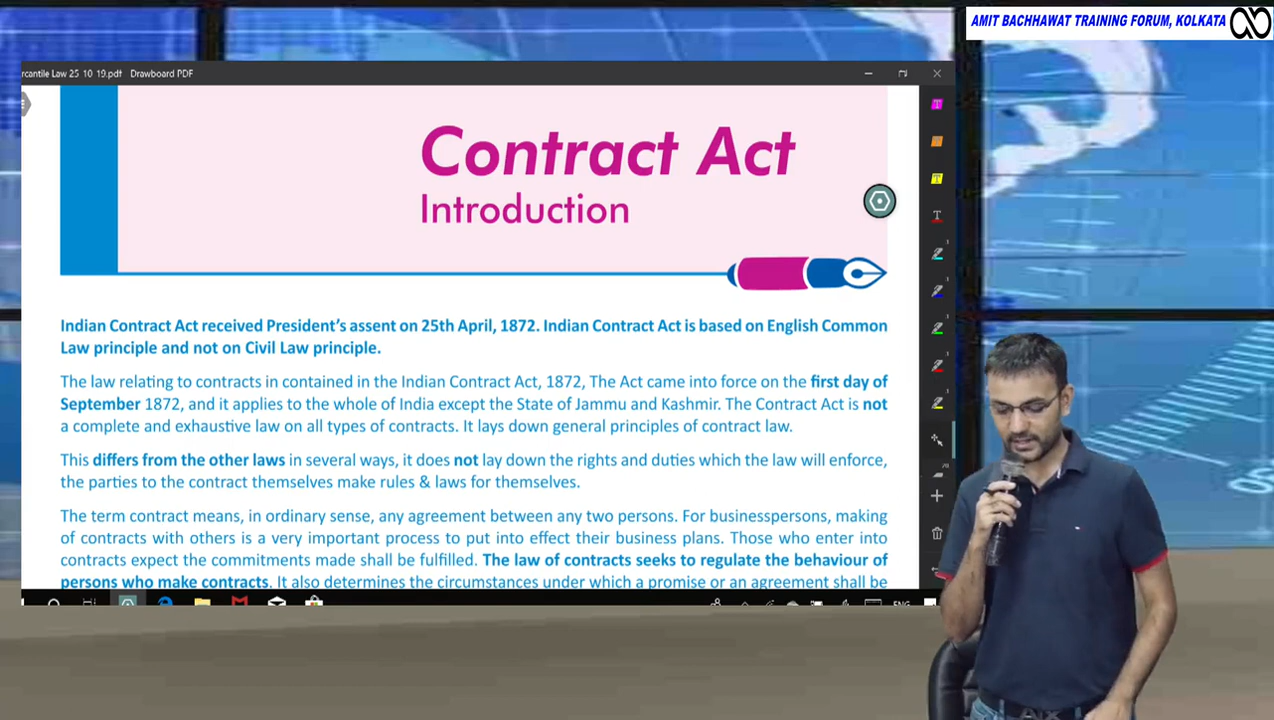 AMIT BACHHAWAT TRAINING FORUM, KOLKATA
rcantile Law 25 10 19.pdf Drawboard PDF
Contract Act
Introduction
Indian Contract Act received President's assent on 25th April, 1872. Indian Contract Act is based on English Common
Law principle and not on Civil Law principle.
The law relating to contracts in contained in the Indian Contract Act, 1872, The Act came into force on the first day of
September 1872, and it applies to the whole of India except the State of Jammu and Kashmir. The Contract Act is not
a complete and exhaustive law on all types of contracts. It lays down general principles of contract law.
This differs from the other laws in several ways, it does not lay down the rights and duties which the law will enforce,
the parties to the contract themselves make rules & laws for themselves.
The term contract means, in ordinary sense, any agreement between any two persons. For businesspersons, making
of contracts with others is a very important process to put into effect their business plans. Those who enter into
contracts expect the commitments made shall be fulfilled. The law of contracts seeks to regulate the behaviour of
persons who make contracts. It also determines the circumstances under which a promise or an agreement shall be
ENG